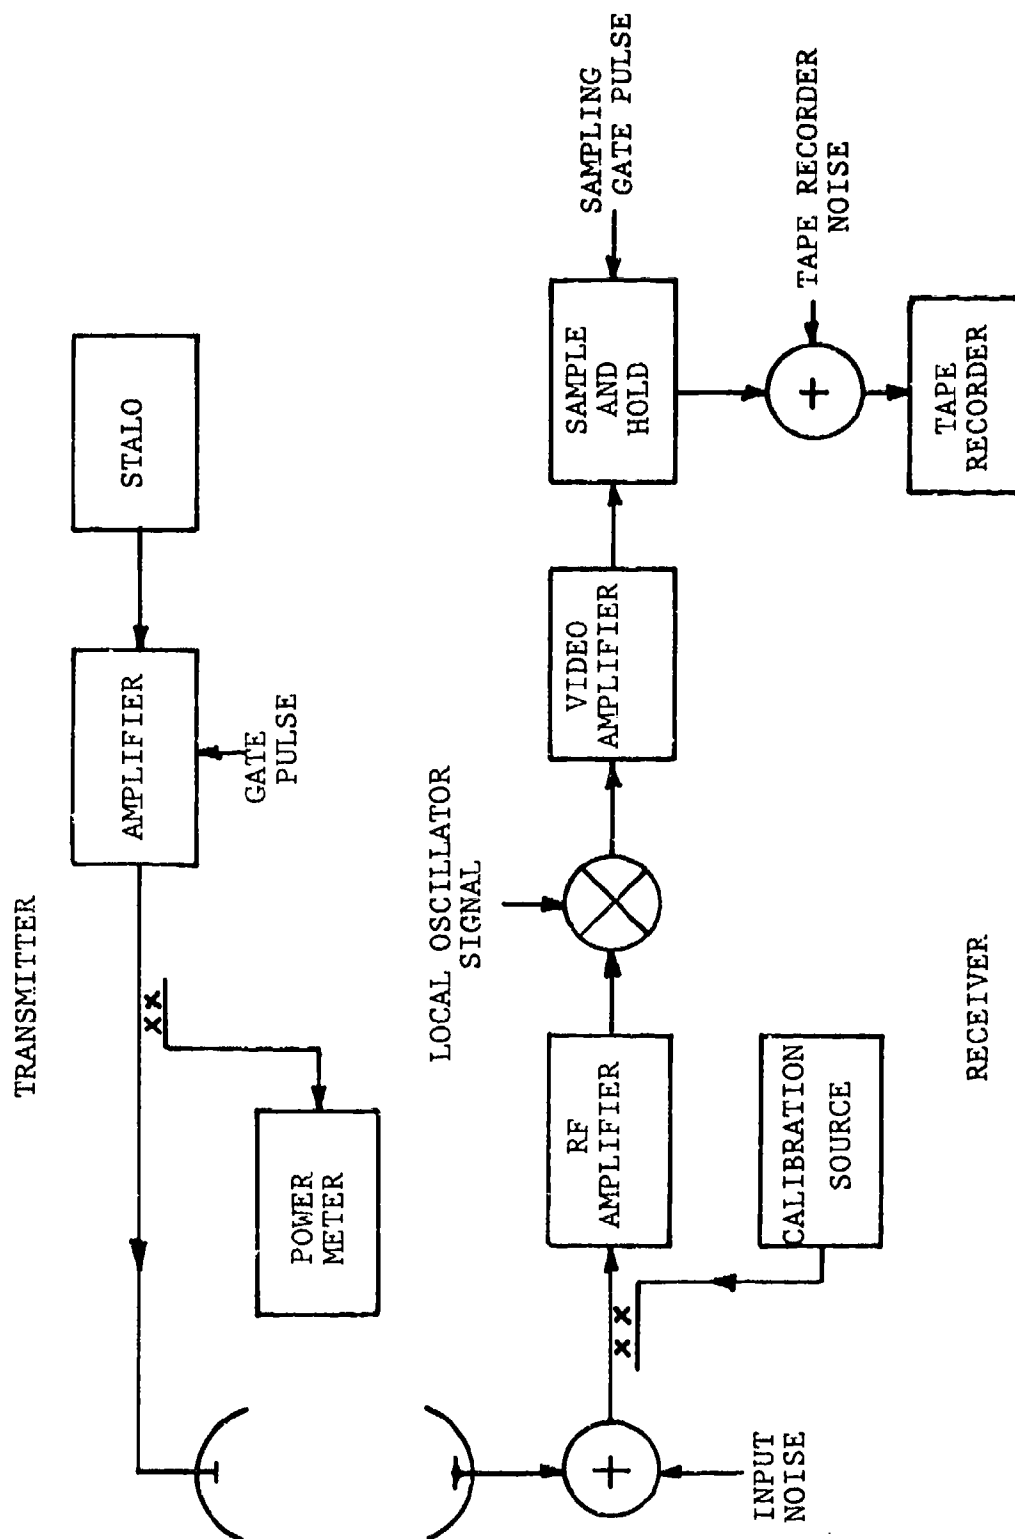 TRANSMITTER
STALO
AMPLIFIER
GATE
PULSE
POWER
METER
LOCAL OSCILLATOR
SIGNAL
SAMPLING
GATE PULSE
INPUT
NOISE
RF
AMPLIFIER
VIDEO
AMPLIFIER
SAMPLE
AND
HOLD
CALIBRATION
SOURCE
TAPE RECORDER
NOISE
TAPE
RECORDER
RECEIVER